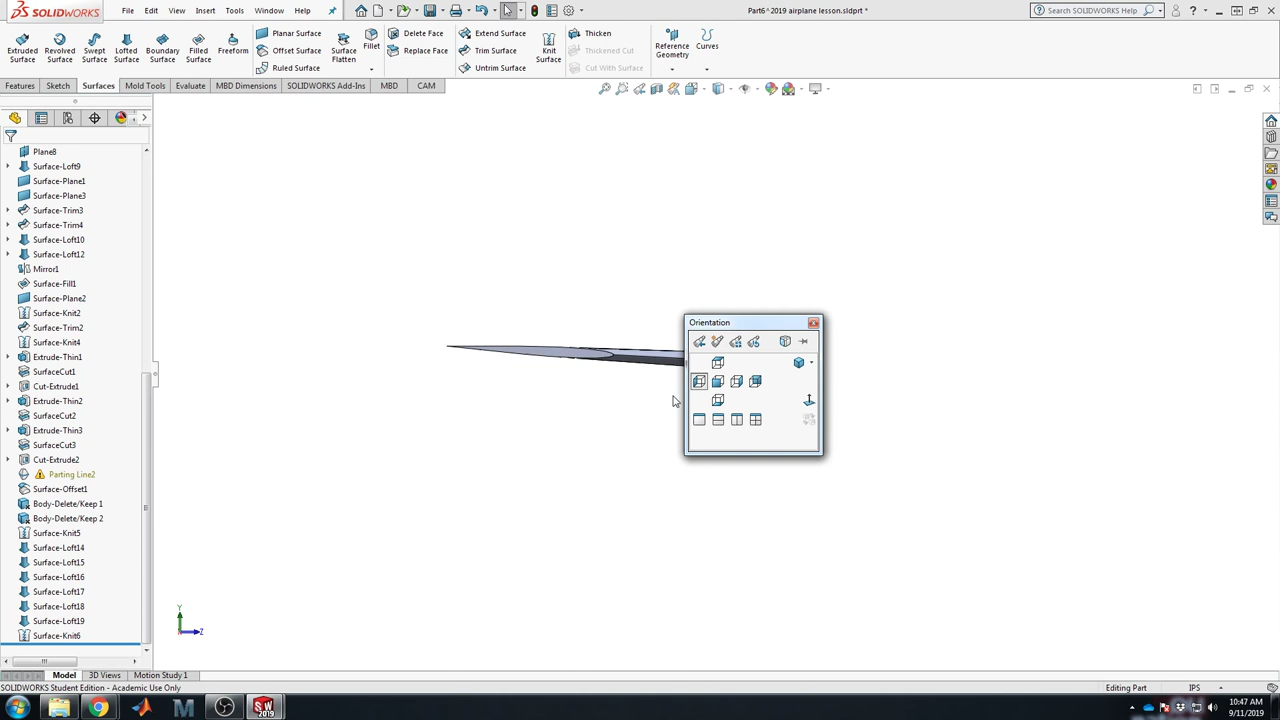 SOLIDWORKS
File
Edit
View
Insert
Tools
Window
Help
Part6^2019 airplane lesson.sldprt *
Search SOLIDWORKS Help
Extruded Surface
Revolved Surface
Swept Surface
Lofted Surface
Boundary Surface
Filled Surface
Freeform
Planar Surface
Offset Surface
Ruled Surface
Surface Flatten
Fillet
Delete Face
Replace Face
Extend Surface
Trim Surface
Untrim Surface
Knit Surface
Thicken
Thickened Cut
Cut With Surface
Reference Geometry
Curves
Features
Sketch
Surfaces
Mold Tools
Evaluate
MBD Dimensions
SOLIDWORKS Add-Ins
MBD
CAM
Plane8
Surface-Loft9
Surface-Plane1
Surface-Plane3
Surface-Trim3
Surface-Trim4
Surface-Loft10
Surface-Loft12
Mirror1
Surface-Fill1
Surface-Plane2
Surface-Knit2
Surface-Trim2
Surface-Knit4
Extrude-Thin1
SurfaceCut1
Cut-Extrude1
Extrude-Thin2
SurfaceCut2
Extrude-Thin3
SurfaceCut3
Cut-Extrude2
Parting Line2
Surface-Offset1
Body-Delete/Keep 1
Body-Delete/Keep 2
Surface-Knit5
Surface-Loft14
Surface-Loft15
Surface-Loft16
Surface-Loft17
Surface-Loft18
Surface-Loft19
Surface-Knit6
Orientation
Y
Z
Model
3D Views
Motion Study 1
SOLIDWORKS Student Edition - Academic Use Only
Editing Part
IPS
10:47 AM
9/11/2019